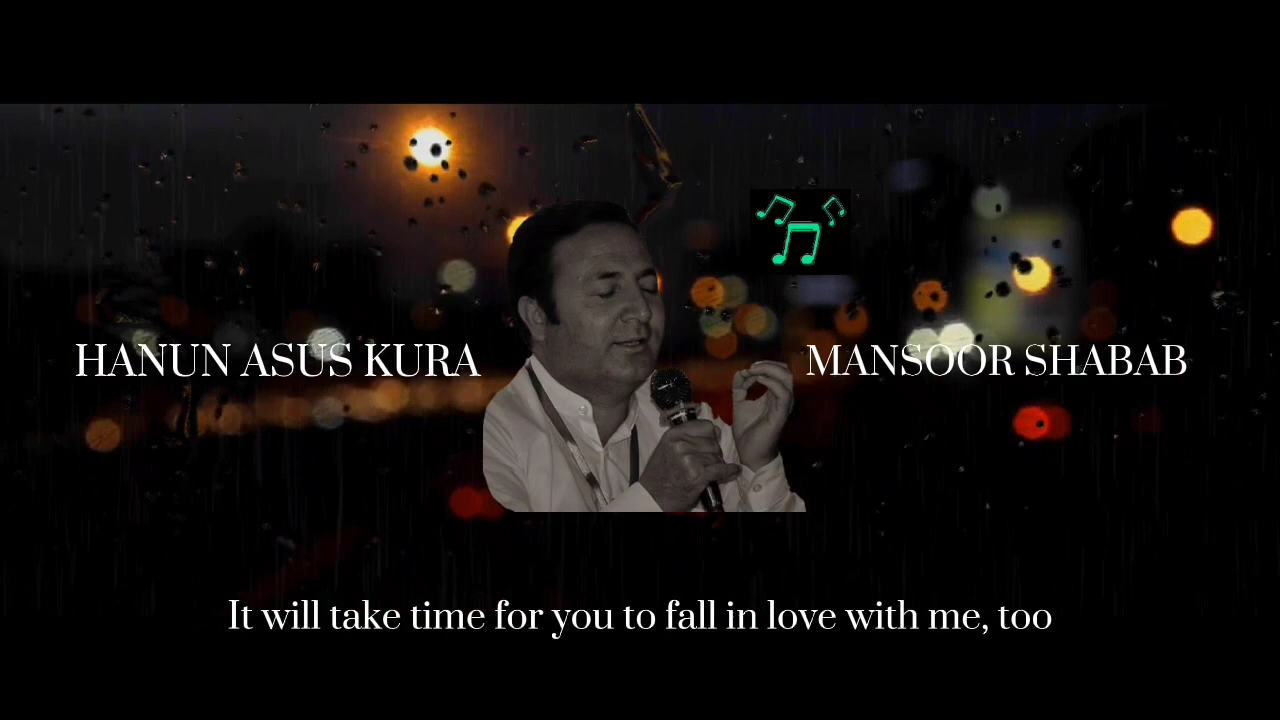 HANUN ASUS KURA
MANSOOR SHABAB
It will take time for you to fall in love with me, too